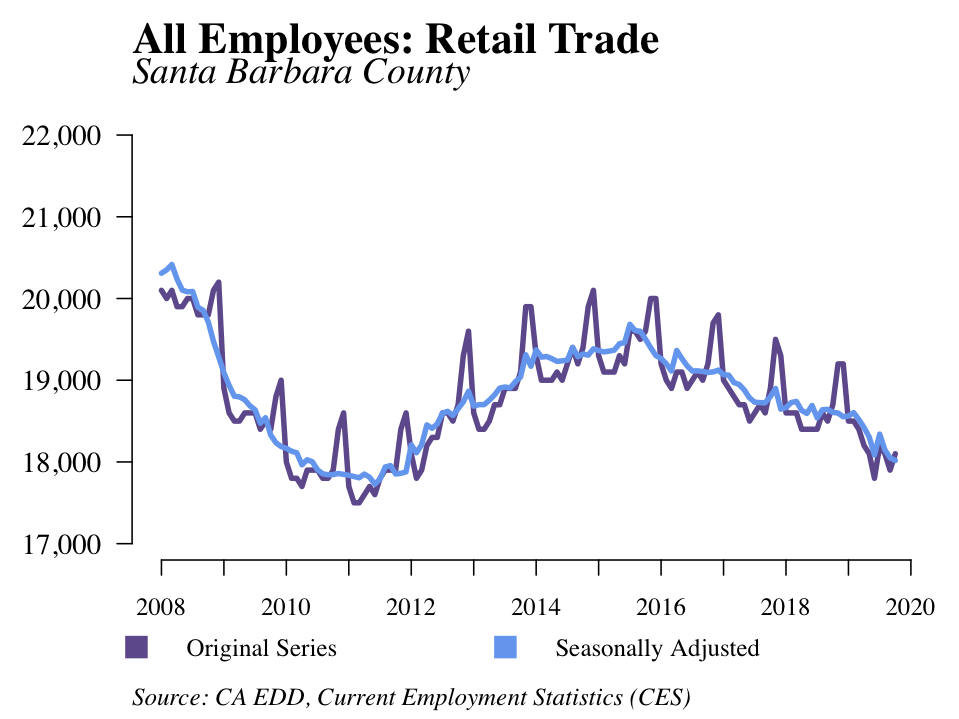 All Employees: Retail Trade
Santa Barbara County
22,000
21,000
20,000
19,000
18,000
17,000
2008 2010 2012 2014 2016 2018 2020
Original Series Seasonally Adjusted
Source: CA EDD, Current Employment Statistics (CES)